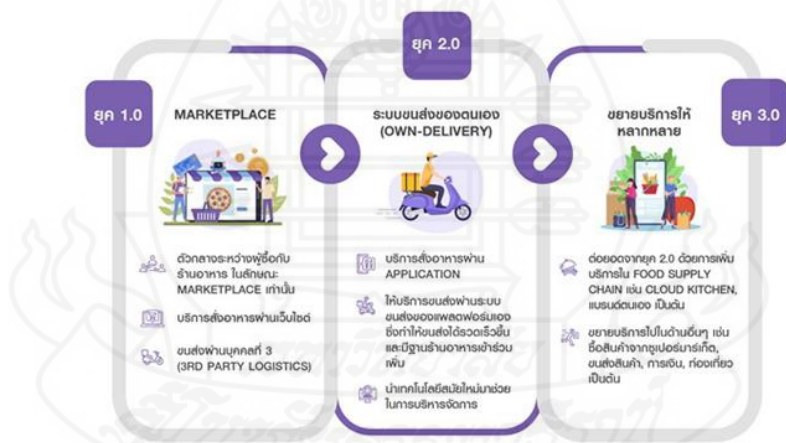 ยุค 1.0
MARKETPLACE
ตัวกลางระหว่างผู้ซื้อกับ
ร้านอาหาร ในลักษณะ
MARKETPLACE เท่านั้น
บริการสั่งอาหารผ่านเว็บไซต์
ขนส่งผ่านบุคคลที่ 3
(3RD PARTY LOGISTICS)
ยุค 2.0
ระบบขนส่งของตนเอง
(OWN-DELIVERY)
บริการสั่งอาหารผ่าน
APPLICATION
ให้บริการขนส่งผ่านระบบ
ขนส่งของแพลตฟอร์มเอง
ซึ่งทำให้ขนส่งได้รวดเร็วขึ้น
และมีฐานร้านอาหารเข้าร่วม
เพิ่ม
นำเทคโนโลยีสมัยใหม่มาช่วย
ในการบริหารจัดการ
ยุค 3.0
ขยายบริการให้
หลากหลาย
ต่อยอดจากยุค 2.0 ด้วยการเพิ่ม
บริการใน FOOD SUPPLY
CHAIN เช่น CLOUD KITCHEN,
แบรนด์ตนเอง เป็นต้น
ขยายบริการไปในด้านอื่นๆ เช่น
ซื้อสินค้าจากซูเปอร์มาร์เก็ต,
ขนส่งสินค้า, การเงิน, ท่องเที่ยว
เป็นต้น